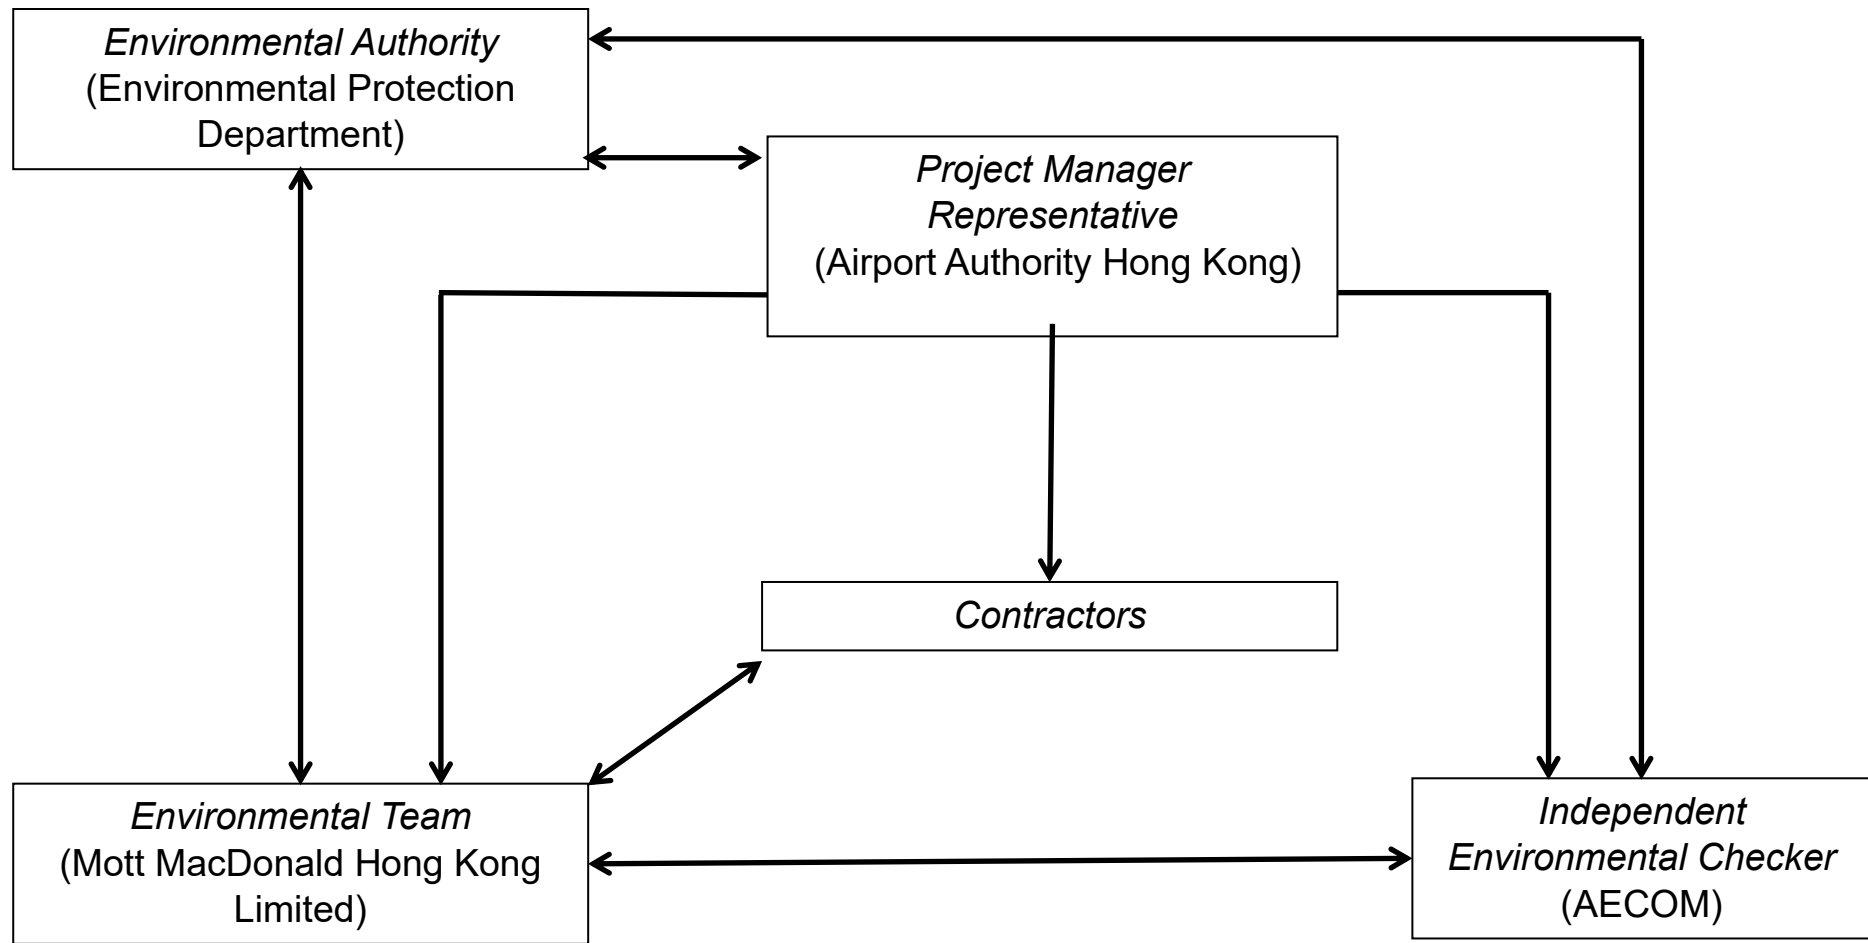 Environmental Authority
(Environmental Protection
Department)
Project Manager
Representative
(Airport Authority Hong Kong)
Contractors
Environmental Team
(Mott MacDonald Hong Kong
Limited)
Independent
Environmental Checker
(AECOM)